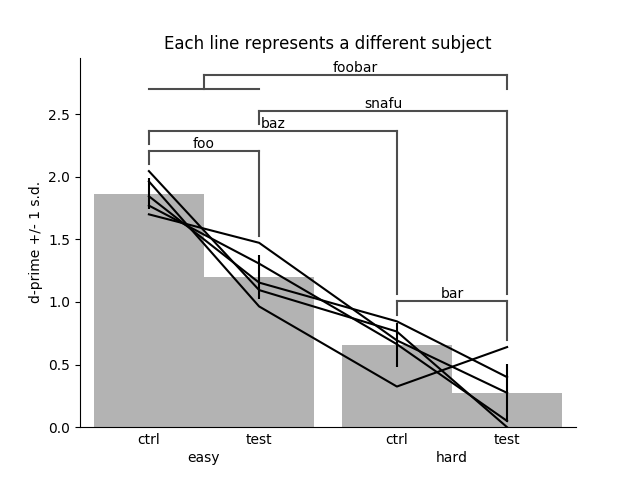 Each line represents a different subject
foobar
snafu
baz
foo
bar
d-prime +/- 1 s.d.
2.5
2.0
1.5
1.0
0.5
0.0
ctrl test ctrl test
easy hard